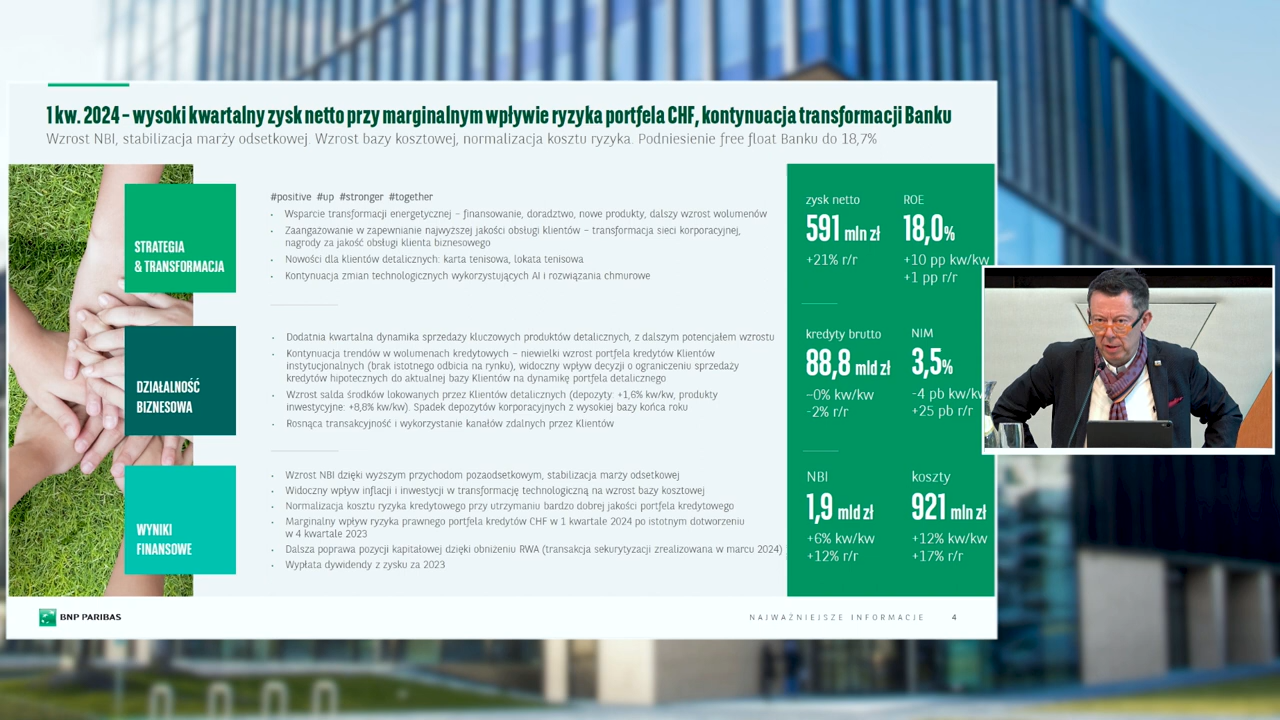 1 kw. 2024 – wysoki kwartalny zysk netto przy marginalnym wpływie ryzyka portfela CHF, kontynuacja transformacji Banku
Wzrost NBI, stabilizacja marży odsetkowej. Wzrost bazy kosztowej, normalizacja kosztu ryzyka. Podniesienie free float Banku do 18,7%
STRATEGIA
& TRANSFORMACJA
#positive #up #stronger #together
• Wsparcie transformacji energetycznej – finansowanie, doradztwo, nowe produkty, dalszy wzrost wolumenów
• Zaangażowanie w zapewnianie najwyższej jakości obsługi klientów – transformacja sieci korporacyjnej,
nagrody za jakość obsługi klienta biznesowego
• Nowości dla klientów detalicznych: karta tenisowa, lokata tenisowa
• Kontynuacja zmian technologicznych wykorzystujących AI i rozwiązania chmurowe
DZIAŁALNOŚĆ
BIZNESOWA
• Dodatnia kwartalna dynamika sprzedaży kluczowych produktów detalicznych, z dalszym potencjałem wzrostu
• Kontynuacja trendów w wolumenach kredytowych – niewielki wzrost portfela kredytów Klientów
instytucjonalnych (brak istotnego odbicia na rynku), widoczny wpływ decyzji o ograniczeniu sprzedaży
kredytów hipotecznych do aktualnej bazy Klientów na dynamikę portfela detalicznego
• Wzrost salda środków lokowanych przez Klientów detalicznych (depozyty: +1,6% kw/kw, produkty
inwestycyjne: +8,8% kw/kw). Spadek depozytów korporacyjnych z wysokiej bazy końca roku
• Rosnąca transakcyjność i wykorzystanie kanałów zdalnych przez Klientów
WYNIKI
FINANSOWE
• Wzrost NBI dzięki wyższym przychodom pozaodsetkowym, stabilizacja marży odsetkowej
• Widoczny wpływ inflacji i inwestycji w transformację technologiczną na wzrost bazy kosztowej
• Normalizacja kosztu ryzyka kredytowego przy utrzymaniu bardzo dobrej jakości portfela kredytowego
• Marginalny wpływ ryzyka prawnego portfela kredytów CHF w 1 kwartale 2024 po istotnym dotworzeniu
w 4 kwartale 2023
• Dalsza poprawa pozycji kapitałowej dzięki obniżeniu RWA (transakcja sekurytyzacji zrealizowana w marcu 2024)
• Wypłata dywidendy z zysku za 2023
zysk netto ROE
591 mln zł 18,0%
+21% r/r +10 pp kw/kw
+1 pp r/r
kredyty brutto NIM
88,8 mld zł 3,5%
~0% kw/kw -4 pb kw/kw
-2% r/r +25 pb r/r
NBI koszty
1,9 mld zł 921 mln zł
+6% kw/kw +12% kw/kw
+12% r/r +17% r/r
BNP PARIBAS
NAJWAŻNIEJSZE INFORMACJE 4